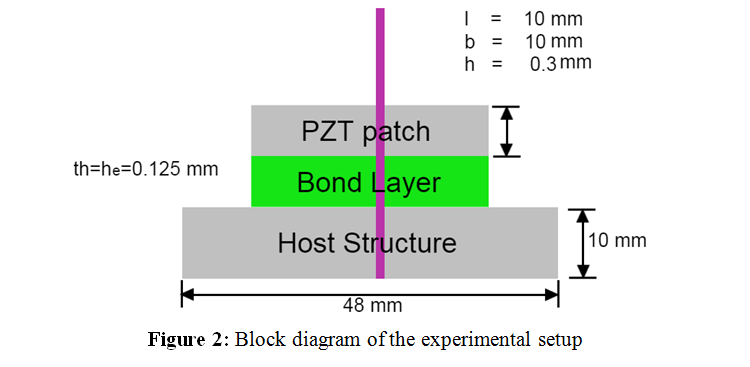 l = 10 mm
b = 10 mm
h = 0.3 mm
PZT patch
th=he=0.125 mm
Bond Layer
Host Structure
10 mm
48 mm
Figure 2: Block diagram of the experimental setup